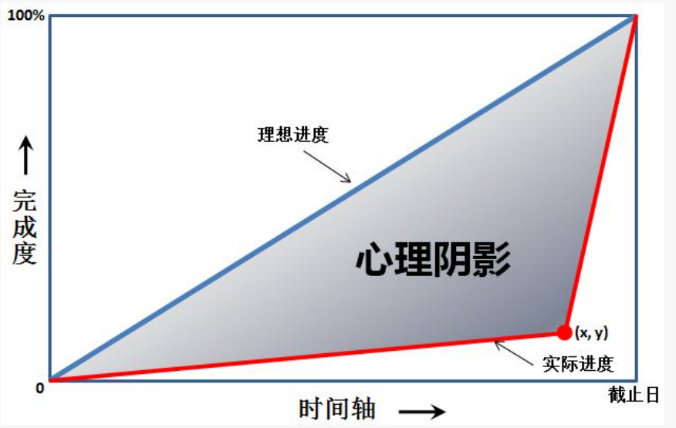 100%
理想进度
完成度
心理阴影
(x, y)
实际进度
0
截止日
时间轴